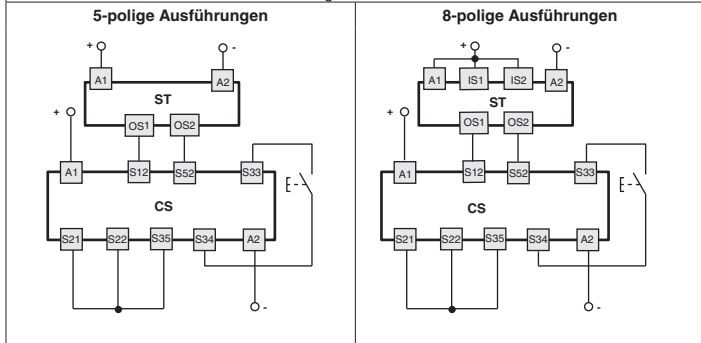 5-polige Ausführungen
+ -
A1 A2
ST
OS1 OS2
+
A1 S12 S52 S33
CS
S21 S22 S35 S34 A2
-
8-polige Ausführungen
+ -
A1 IS1 IS2 A2
ST
OS1 OS2
+
A1 S12 S52 S33
CS
S21 S22 S35 S34 A2
-